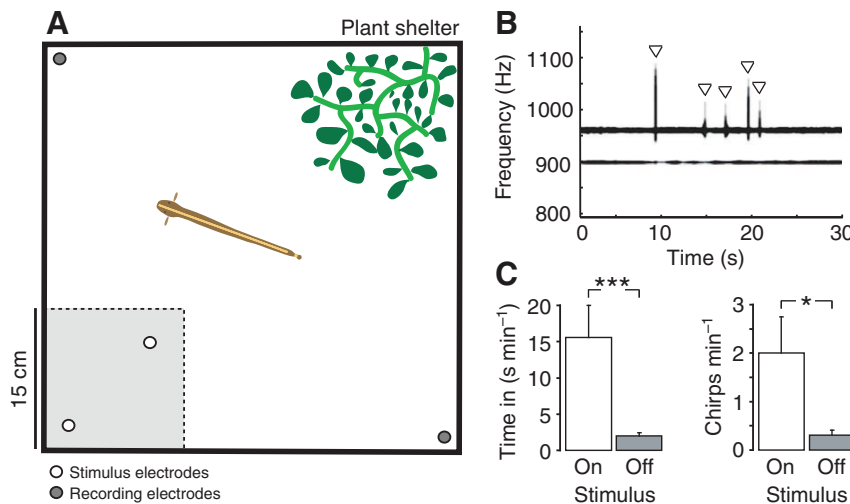 A
Plant shelter
15 cm
Stimulus electrodes
Recording electrodes
B
Frequency (Hz)
1100
1000
900
800
0 10 20 30
Time (s)
C
Time in (s min⁻¹)
20
15
10
5
0
***
On Off
Stimulus
Chirps min⁻¹
3
2
1
0
*
On Off
Stimulus